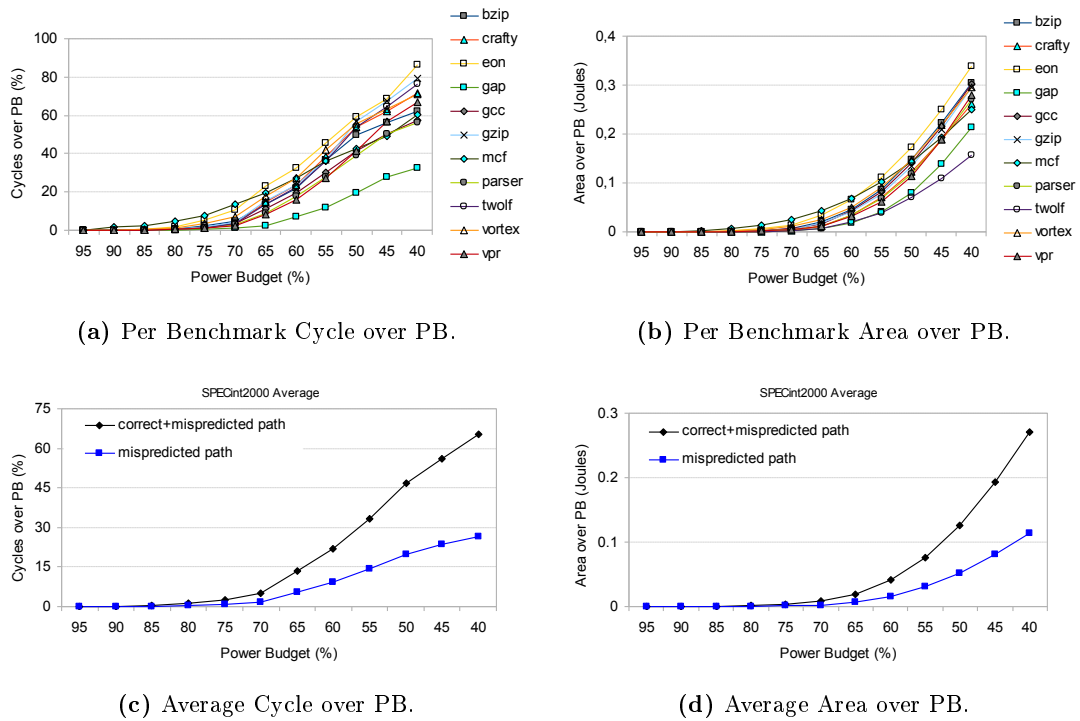 100
80
60
40
20
0
Cycles over PB (%)
95 90 85 80 75 70 65 60 55 50 45 40
Power Budget (%)
bzip
crafty
eon
gap
gcc
gzip
mcf
parser
twolf
vortex
vpr
(a) Per Benchmark Cycle over PB.
0,4
0,3
0,2
0,1
0
Area over PB (Joules)
95 90 85 80 75 70 65 60 55 50 45 40
Power Budget (%)
bzip
crafty
eon
gap
gcc
gzip
mcf
parser
twolf
vortex
vpr
(b) Per Benchmark Area over PB.
SPECint2000 Average
75
60
45
30
15
0
Cycles over PB (%)
correct+mispredicted path
mispredicted path
95 90 85 80 75 70 65 60 55 50 45 40
Power Budget (%)
(c) Average Cycle over PB.
SPECint2000 Average
0.3
0.2
0.1
0
Area over PB (Joules)
correct+mispredicted path
mispredicted path
95 90 85 80 75 70 65 60 55 50 45 40
Power Budget (%)
(d) Average Area over PB.